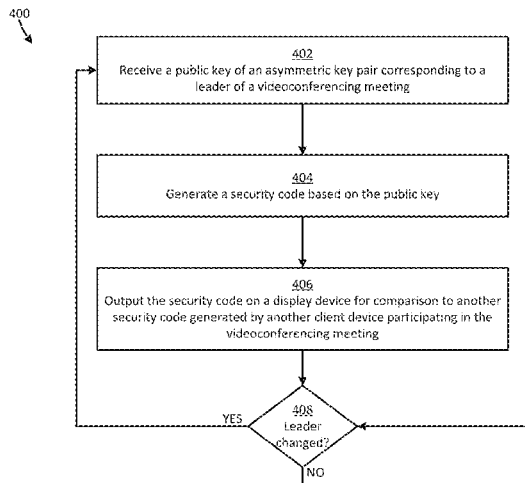 400
402
Receive a public key of an asymmetric key pair corresponding to a
leader of a videoconferencing meeting
404
Generate a security code based on the public key
406
Output the security code on a display device for comparison to another
security code generated by another client device participating in the
videoconferencing meeting
408
Leader
changed?
YES
NO